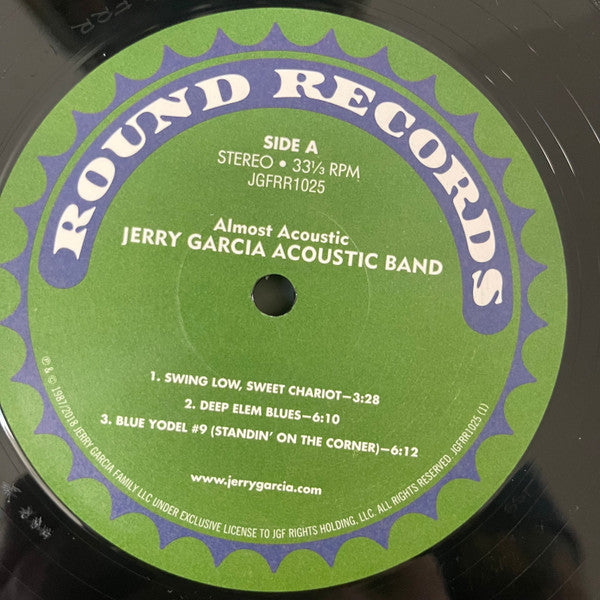 ROUND RECORDS
SIDE A
STEREO • 33⅓ RPM
JGFRR1025
Almost Acoustic
JERRY GARCIA ACOUSTIC BAND
1. SWING LOW, SWEET CHARIOT—3:28
2. DEEP ELEM BLUES—6:10
3. BLUE YODEL #9 (STANDIN' ON THE CORNER)—6:12
www.jerrygarcia.com
℗ & © 1987/2018 JERRY GARCIA FAMILY LLC UNDER EXCLUSIVE LICENSE TO JGF RIGHTS HOLDING, LLC. ALL RIGHTS RESERVED. JGFRR1025 (1)